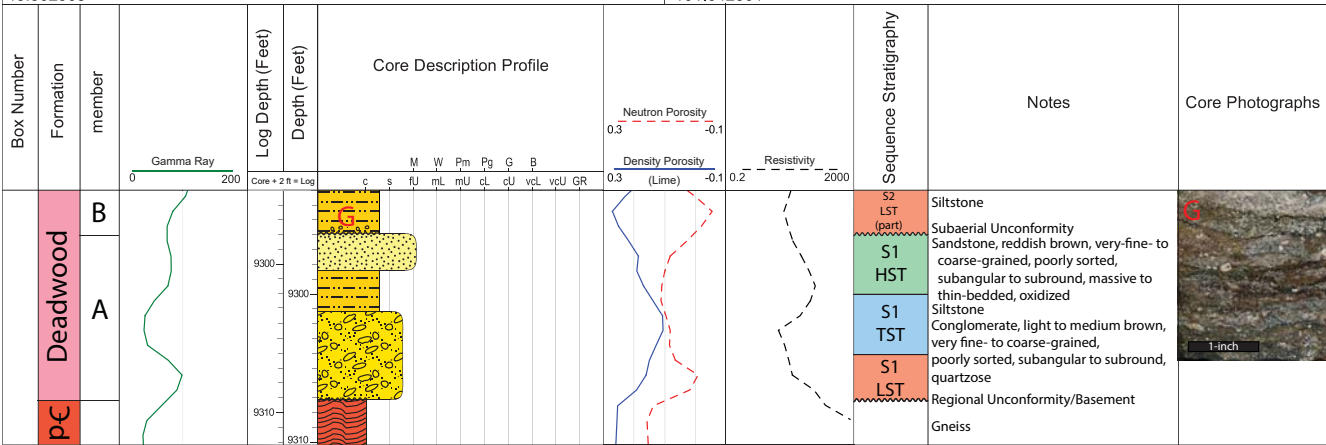 Box Number
Formation
member
Gamma Ray
0 200
Log Depth (Feet)
Depth (Feet)
Core + 2 ft = Log
Core Description Profile
M W Pm Pg G B
c s fU mL mU cL cU vcL vcU GR
Neutron Porosity
0.3 -0.1
Density Porosity
0.3 (Lime) -0.1
Resistivity
0.2 2000
Sequence Stratigraphy
Notes
Core Photographs
Deadwood
p-Є
B
A
9300
9310
9300
9310
G
S2
LST
(part)
S1
HST
S1
TST
S1
LST
Siltstone
Subaerial Unconformity
Sandstone, reddish brown, very-fine- to
coarse-grained, poorly sorted,
subangular to subround, massive to
thin-bedded, oxidized
Siltstone
Conglomerate, light to medium brown,
very fine- to coarse-grained,
poorly sorted, subangular to subround,
quartzose
Regional Unconformity/Basement
Gneiss
G
1-inch